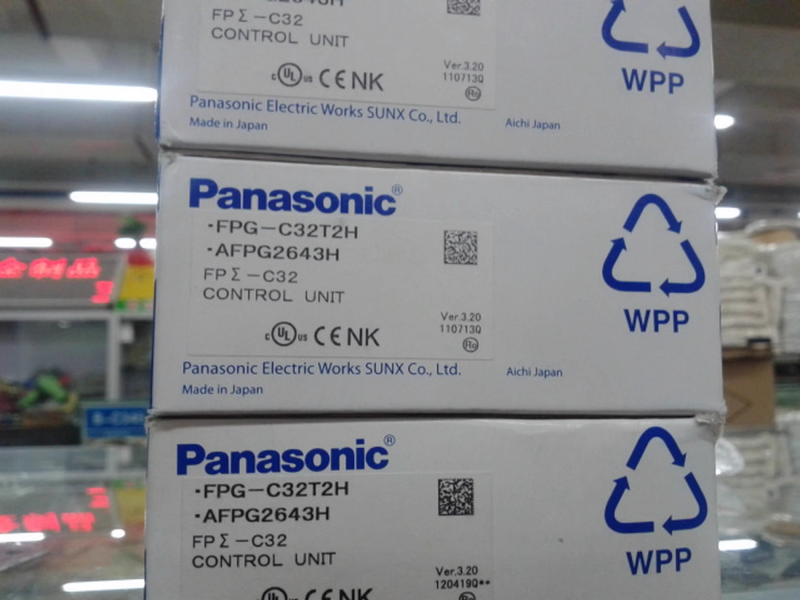 FP Σ-C32
CONTROL UNIT
c UL us CE NK
Ver.3.20
110713Q
WPP
Panasonic Electric Works SUNX Co., Ltd.
Aichi Japan
Made in Japan
Panasonic®
·FPG-C32T2H
·AFPG2643H
FP Σ-C32
CONTROL UNIT
c UL us CE NK
Ver.3.20
110713Q
WPP
Panasonic Electric Works SUNX Co., Ltd.
Aichi Japan
Made in Japan
Panasonic®
·FPG-C32T2H
·AFPG2643H
FP Σ-C32
CONTROL UNIT
Ver.3.20
120419Q**
WPP